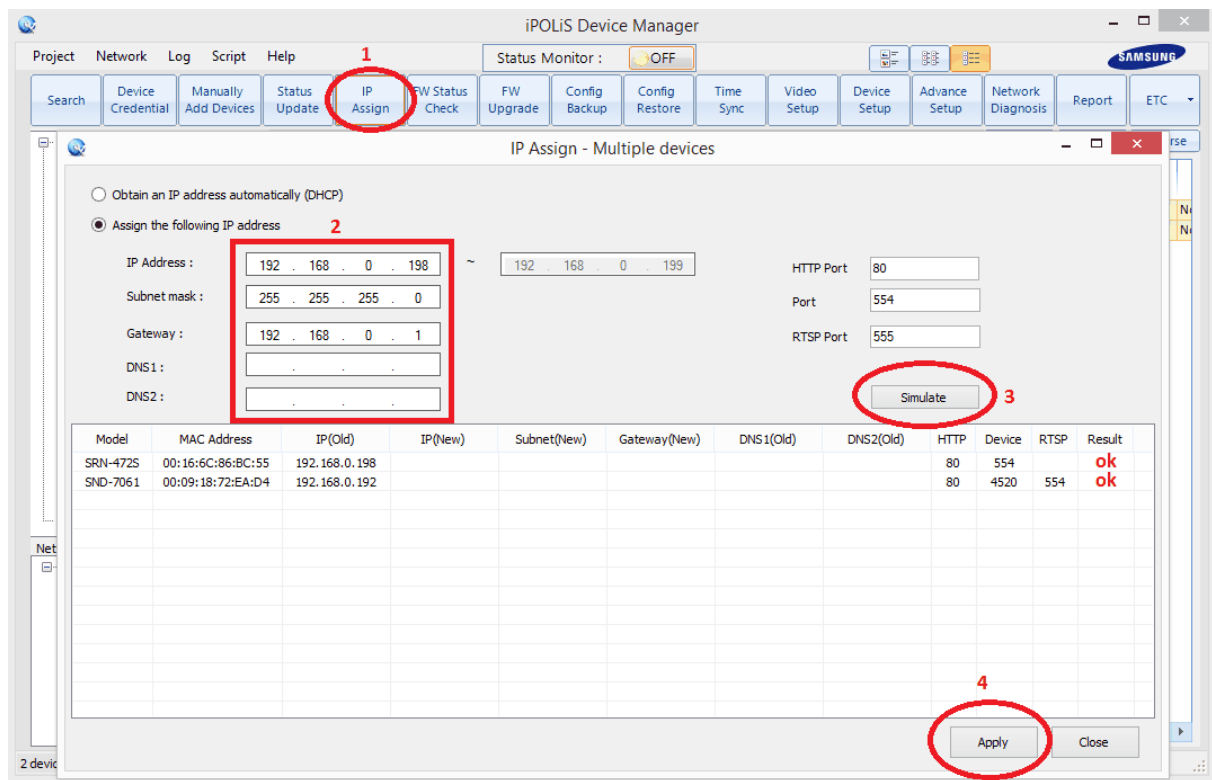 iPOLiS Device Manager
Project Network Log Script Help 1 Status Monitor : OFF SAMSUNG
Search Device Credential Manually Add Devices Status Update IP Assign FW Status Check FW Upgrade Config Backup Config Restore Time Sync Video Setup Device Setup Advance Setup Network Diagnosis Report ETC
IP Assign - Multiple devices
Obtain an IP address automatically (DHCP)
Assign the following IP address 2
IP Address : 192 . 168 . 0 . 198 ~ 192 . 168 . 0 . 199 HTTP Port 80
Subnet mask : 255 . 255 . 255 . 0 Port 554
Gateway : 192 . 168 . 0 . 1 RTSP Port 555
DNS1 : . . .
DNS2 : . . . Simulate 3
Model MAC Address IP(Old) IP(New) Subnet(New) Gateway(New) DNS1(Old) DNS2(Old) HTTP Device RTSP Result
SRN-472S 00:16:6C:86:BC:55 192.168.0.198 80 554 ok
SND-7061 00:09:18:72:EA:D4 192.168.0.192 80 4520 554 ok
4
Apply Close